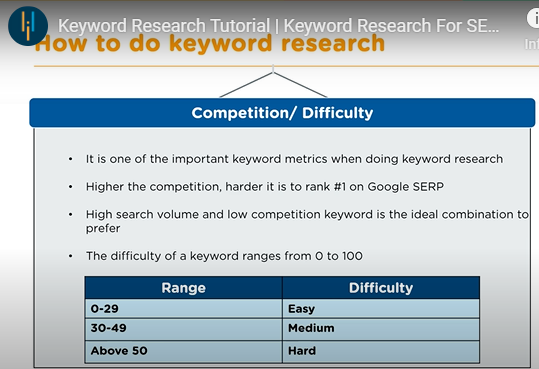 Keyword Research Tutorial | Keyword Research For SE...
How to do keyword research
Inf
Competition/ Difficulty
• It is one of the important keyword metrics when doing keyword research
• Higher the competition, harder it is to rank #1 on Google SERP
• High search volume and low competition keyword is the ideal combination to
prefer
• The difficulty of a keyword ranges from 0 to 100
Range Difficulty
0-29 Easy
30-49 Medium
Above 50 Hard